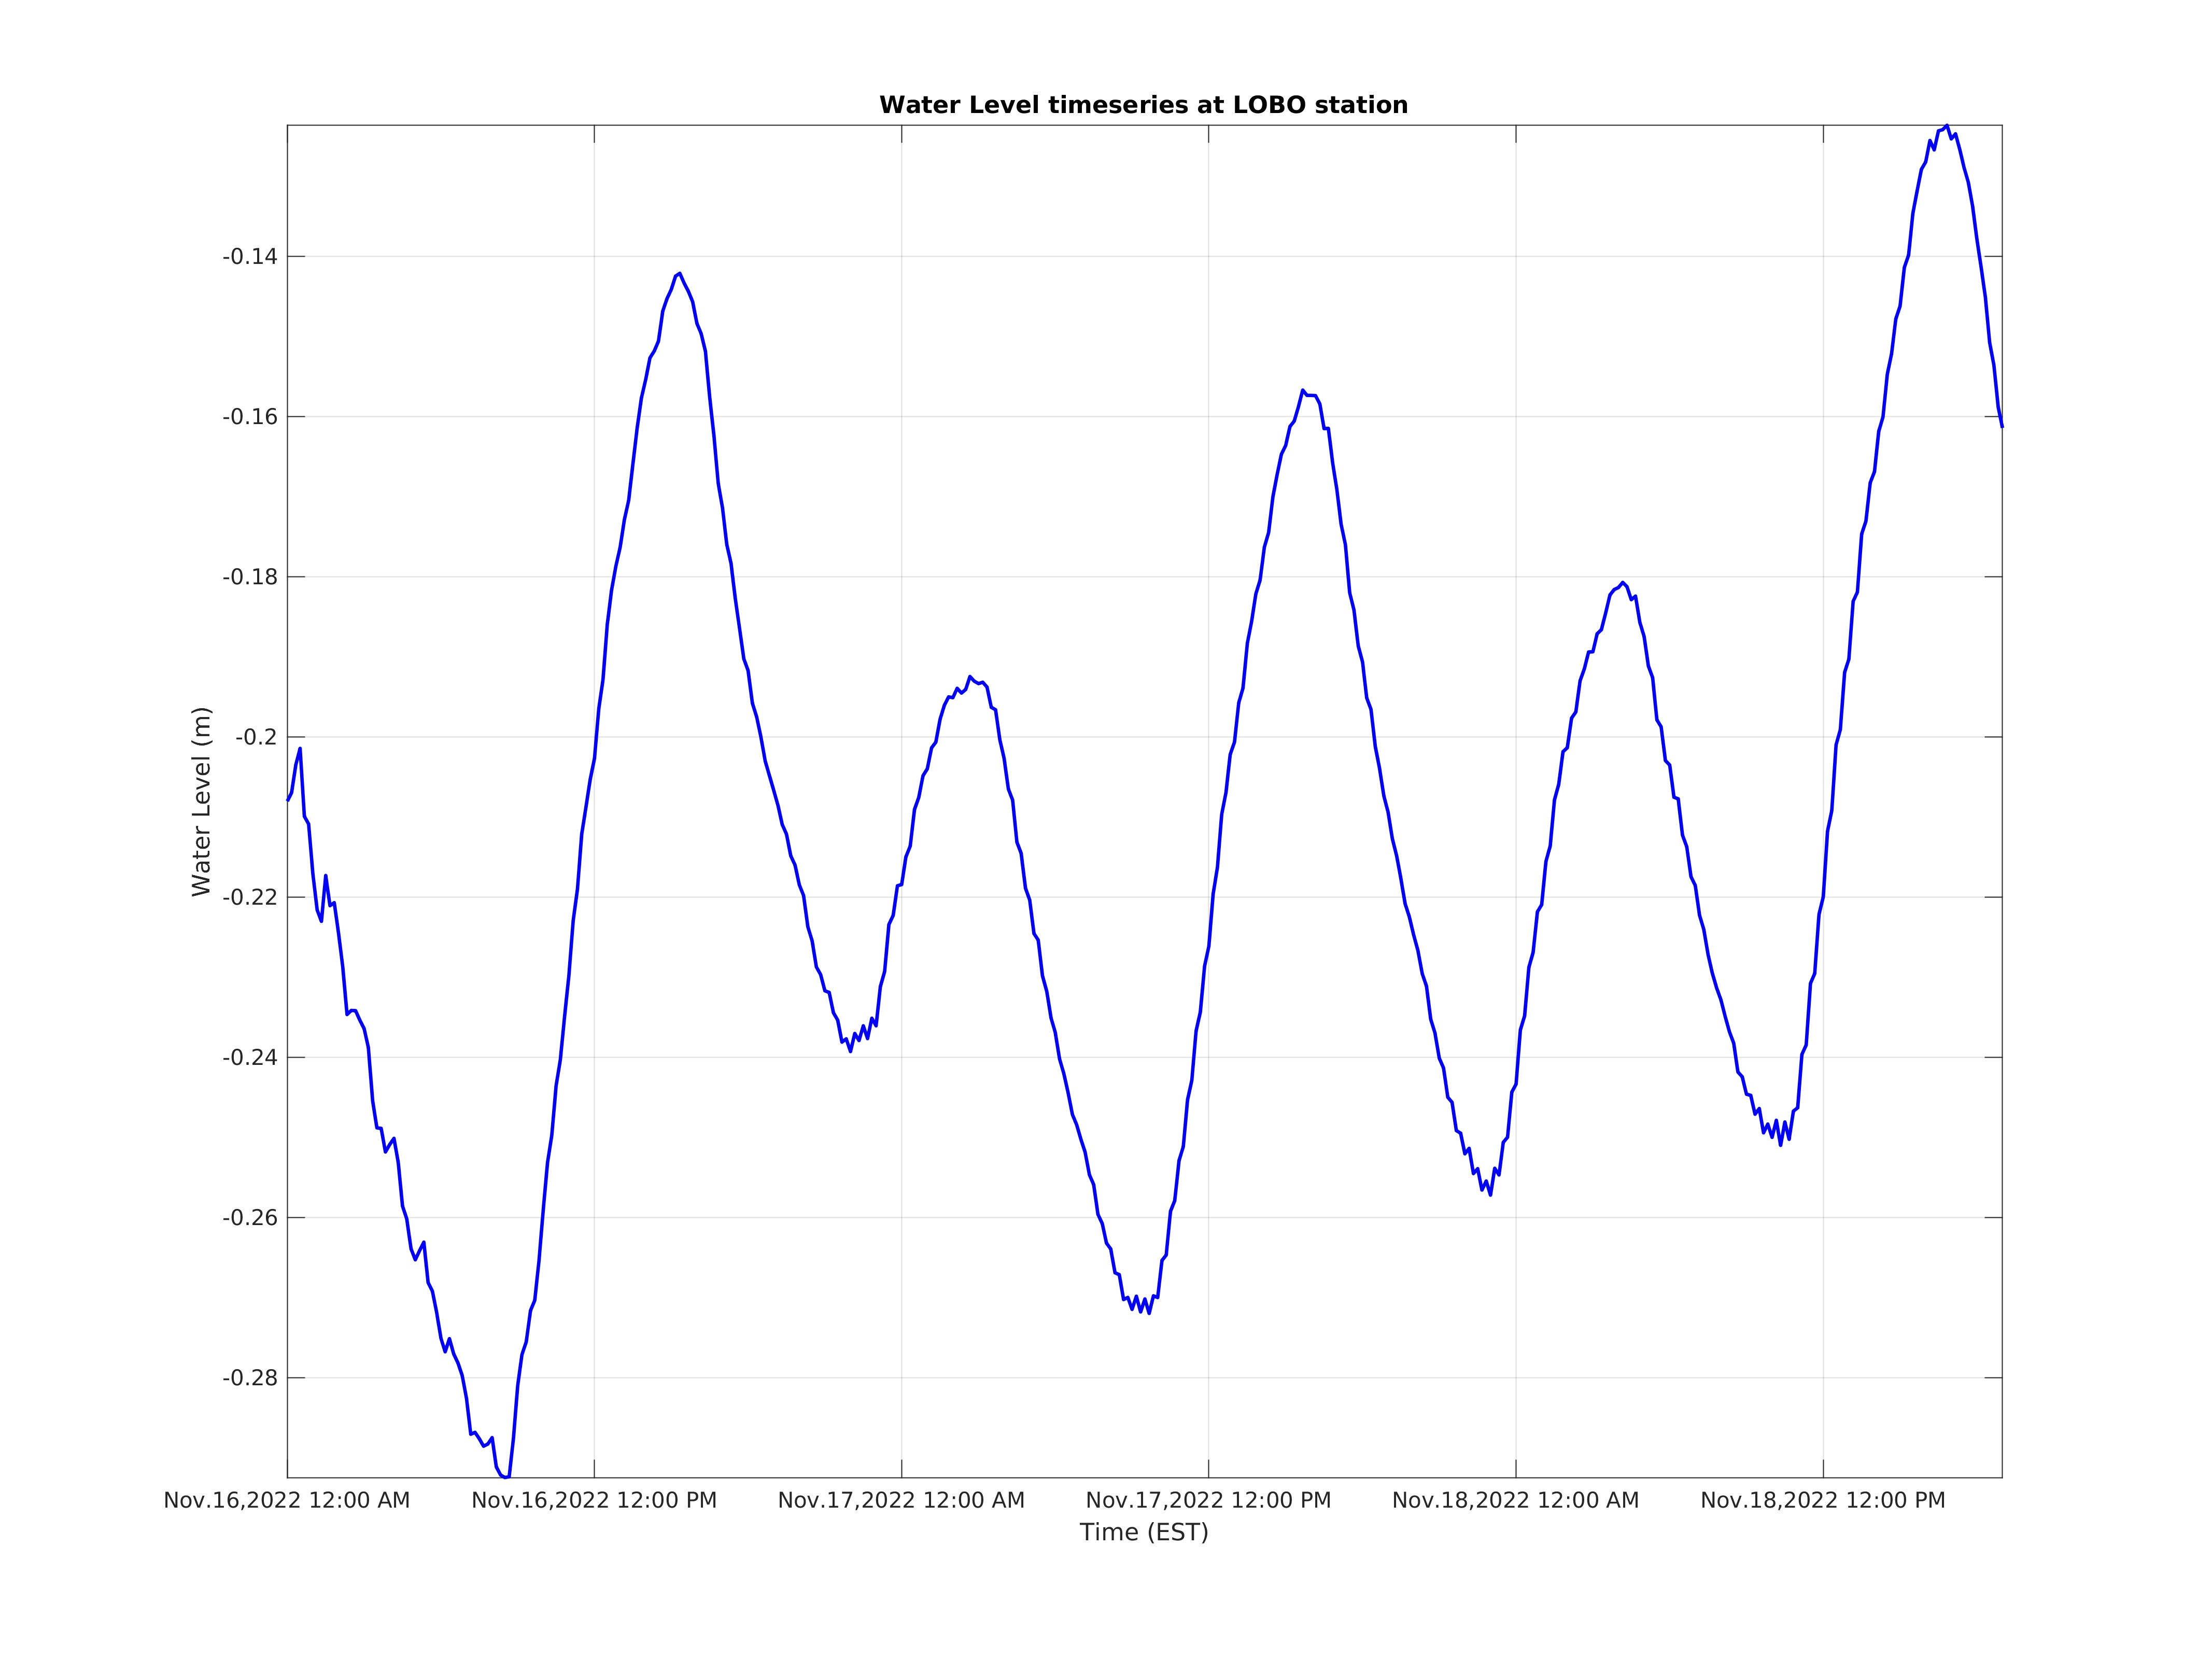 Water Level timeseries at LOBO station
-0.14
-0.16
-0.18
-0.2
-0.22
-0.24
-0.26
-0.28
Water Level (m)
Nov.16,2022 12:00 AM Nov.16,2022 12:00 PM Nov.17,2022 12:00 AM Nov.17,2022 12:00 PM Nov.18,2022 12:00 AM Nov.18,2022 12:00 PM
Time (EST)